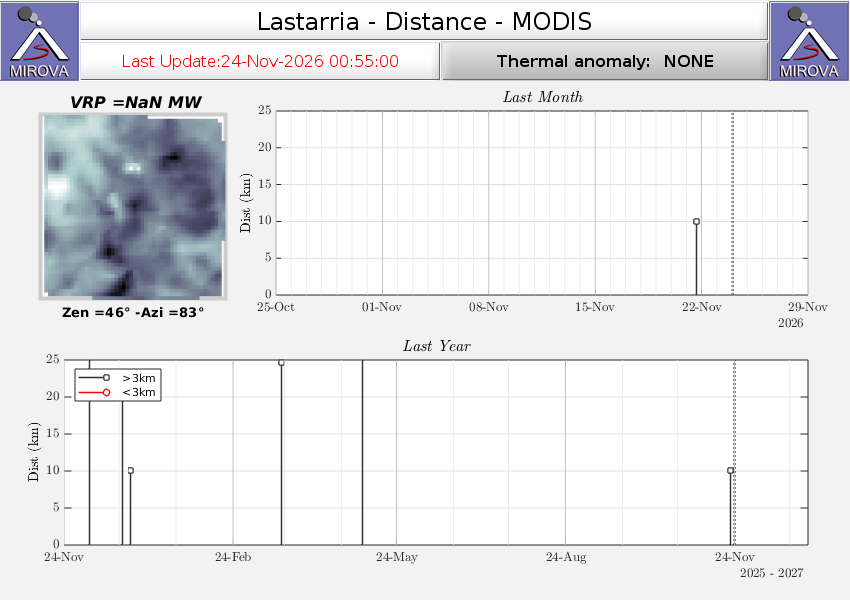 Lastarria - Distance - MODIS
MIROVA
Last Update:24-Nov-2026 00:55:00
Thermal anomaly: NONE
MIROVA
VRP =NaN MW
Zen =46° -Azi =83°
Last Month
Dist (km)
25
20
15
10
5
0
25-Oct 01-Nov 08-Nov 15-Nov 22-Nov 29-Nov
2026
Last Year
Dist (km)
25
20
15
10
5
0
>3km
<3km
24-Nov 24-Feb 24-May 24-Aug 24-Nov
2025 - 2027